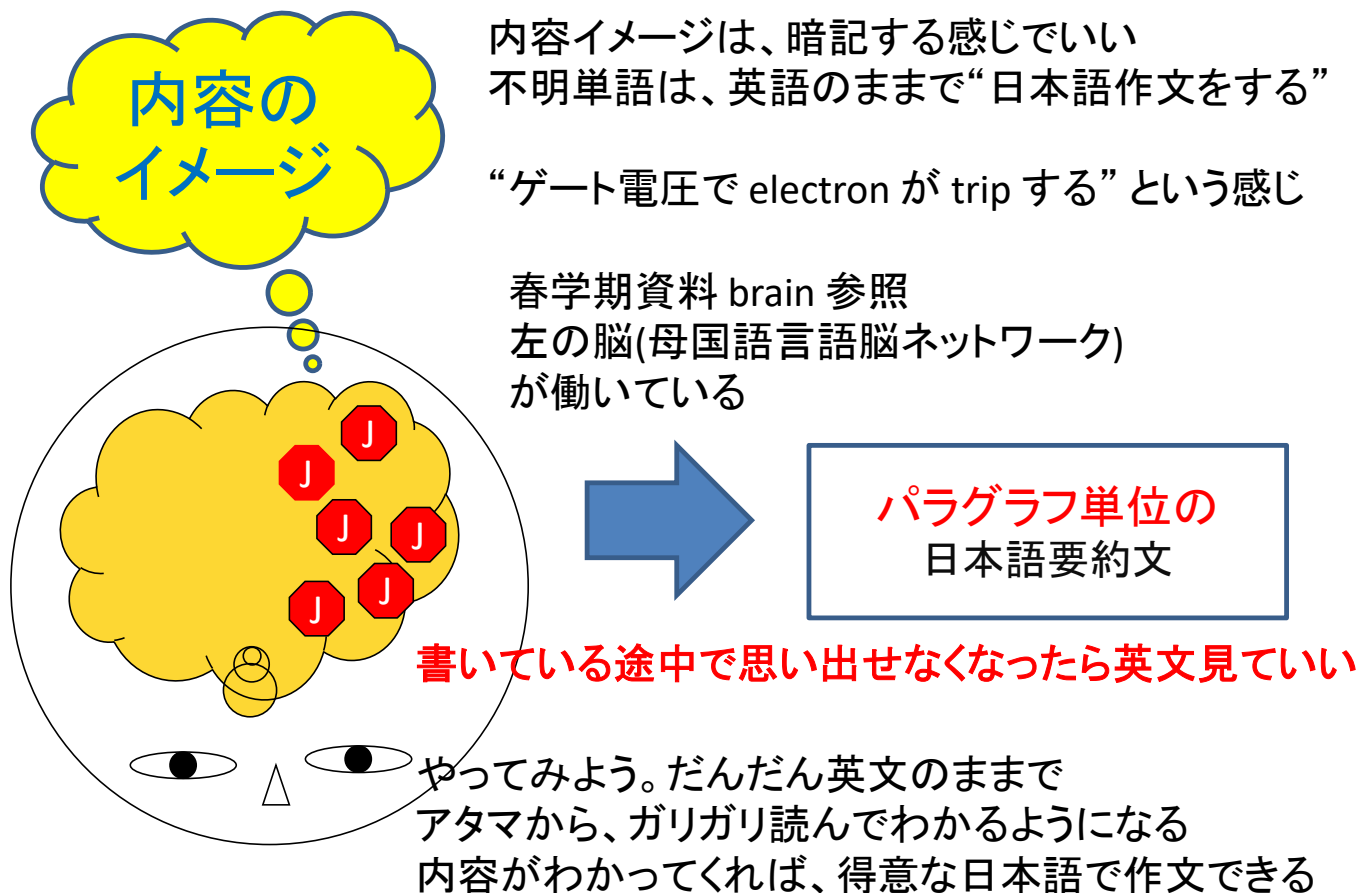 内容の
イメージ
内容イメージは、暗記する感じでいい
不明単語は、英語のままで“日本語作文をする”
“ゲート電圧で electron が trip する” という感じ
春学期資料 brain 参照
左の脳(母国語言語脳ネットワーク)
が働いている
J
J
J
J
J
J
パラグラフ単位の
日本語要約文
書いている途中で思い出せなくなったら英文見ていい
やってみよう。だんだん英文のままで
アタマから、ガリガリ読んでわかるようになる
内容がわかってくれば、得意な日本語で作文できる